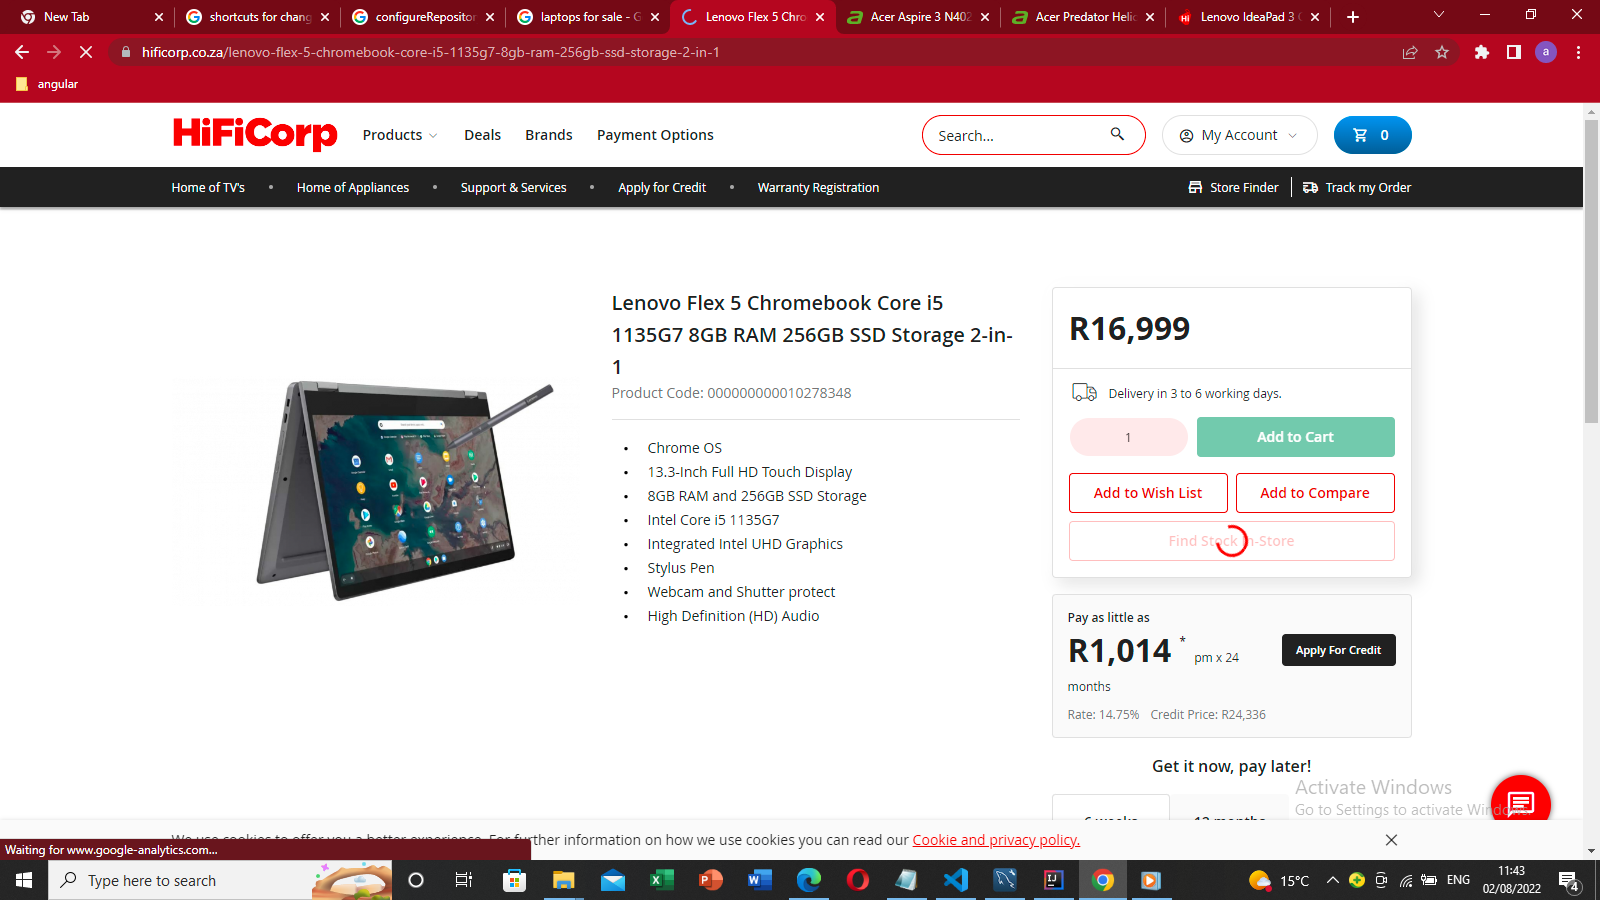 New Tab
shortcuts for chang
configureRepositor
laptops for sale - G
Lenovo Flex 5 Chro
Acer Aspire 3 N402
Acer Predator Helio
Lenovo IdeaPad 3 C
hificorp.co.za/lenovo-flex-5-chromebook-core-i5-1135g7-8gb-ram-256gb-ssd-storage-2-in-1
a
angular
HiFiCorp
Products
Deals
Brands
Payment Options
Search...
My Account
0
Home of TV's
Home of Appliances
Support & Services
Apply for Credit
Warranty Registration
Store Finder
Track my Order
Lenovo Flex 5 Chromebook Core i5
1135G7 8GB RAM 256GB SSD Storage 2-in-
1
Product Code: 000000000010278348
• Chrome OS
• 13.3-Inch Full HD Touch Display
• 8GB RAM and 256GB SSD Storage
• Intel Core i5 1135G7
• Integrated Intel UHD Graphics
• Stylus Pen
• Webcam and Shutter protect
• High Definition (HD) Audio
R16,999
Delivery in 3 to 6 working days.
1
Add to Cart
Add to Wish List
Add to Compare
Find Stock In-Store
Pay as little as
R1,014 * pm x 24
months
Apply For Credit
Rate: 14.75% Credit Price: R24,336
Get it now, pay later!
6 weeks
12 months
Activate Windows
Go to Settings to activate Windows.
We use cookies to offer you a better experience. For further information on how we use cookies you can read our Cookie and privacy policy.
Waiting for www.google-analytics.com...
Type here to search
15°C
ENG
11:43
02/08/2022
4